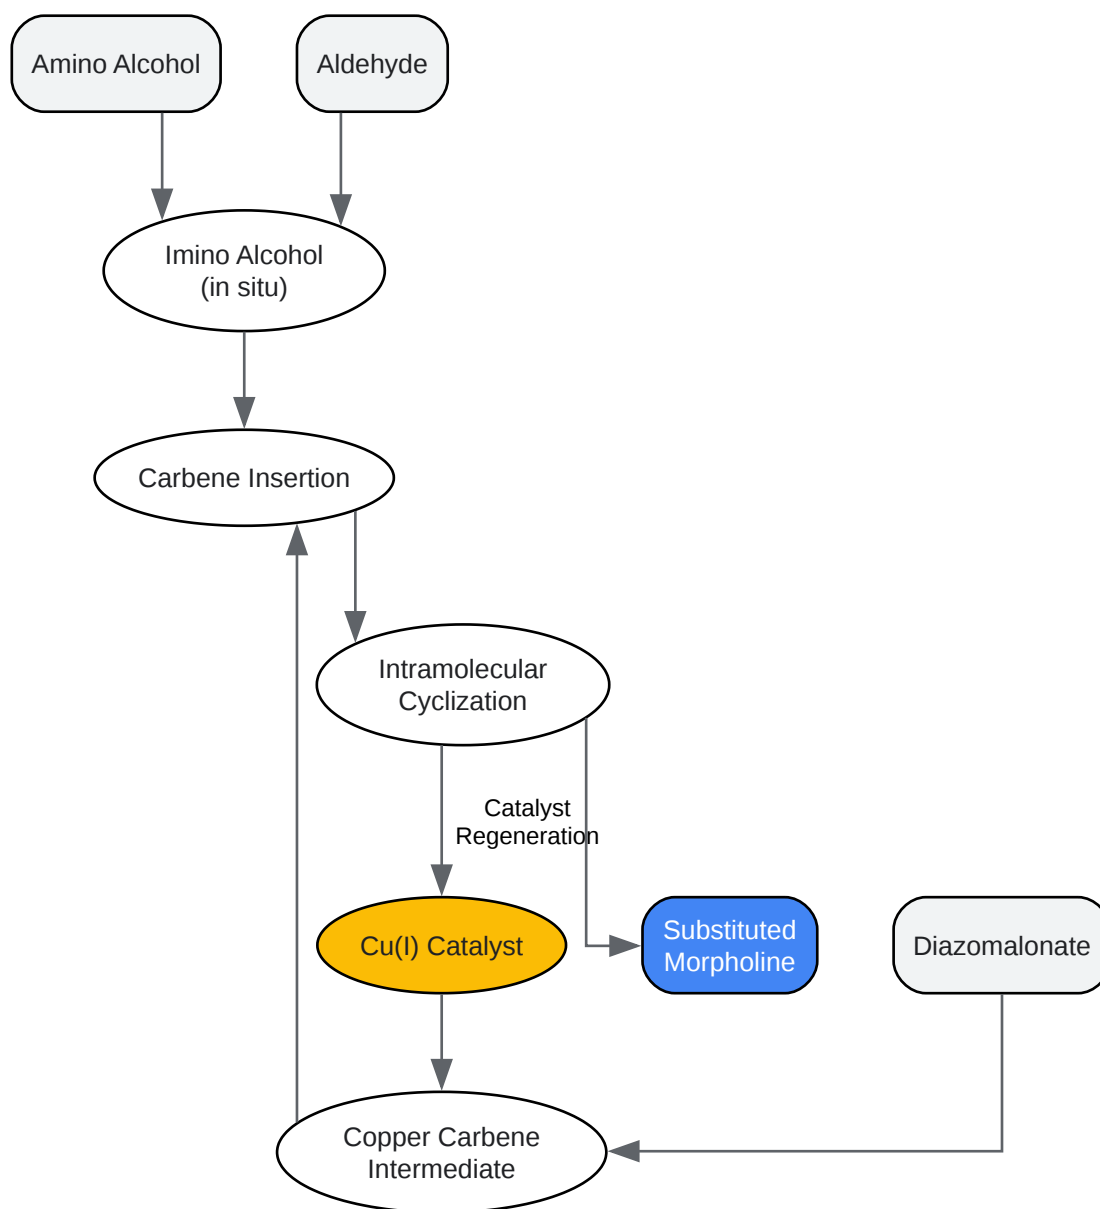 Amino Alcohol
Aldehyde
Imino Alcohol
(in situ)
Carbene Insertion
Intramolecular
Cyclization
Catalyst
Regeneration
Cu(I) Catalyst
Substituted
Morpholine
Diazomalonate
Copper Carbene
Intermediate